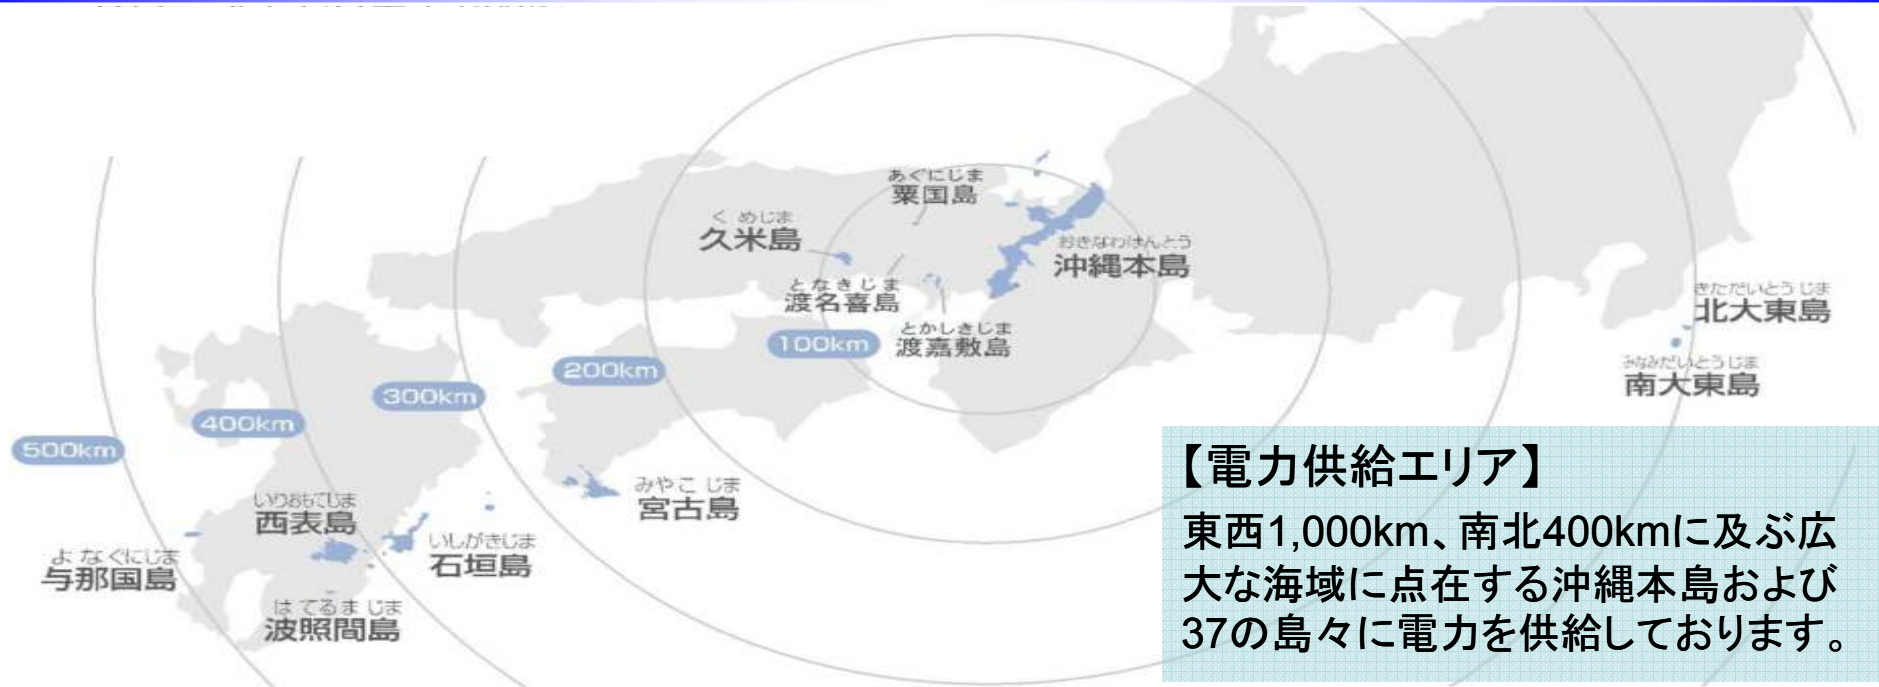 あぐにじま
粟国島
くめじま
久米島
おきなわほんとう
沖縄本島
となきじま
渡名喜島
とかしきじま
渡嘉敷島
きただいとうじま
北大東島
みなみだいとうじま
南大東島
100km
200km
300km
400km
500km
みやこじま
宮古島
いりおもてじま
西表島
いしがきじま
石垣島
よなぐにじま
与那国島
はてるまじま
波照間島
【電力供給エリア】
東西1,000km、南北400kmに及ぶ広
大な海域に点在する沖縄本島および
37の島々に電力を供給しております。